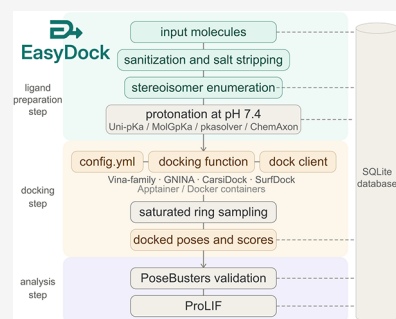 EasyDock
input molecules
sanitization and salt stripping
stereoisomer enumeration
ligand
preparation
step
protonation at pH 7.4
Uni-pKa / MolGpKa / pkasolver / ChemAxon
config.yml
docking function
dock client
Vina-family · GNINA · CarsiDock · SurfDock
Apptainer / Docker containers
docking
step
saturated ring sampling
docked poses and scores
SQLite
database
analysis
step
PoseBusters validation
ProLIF